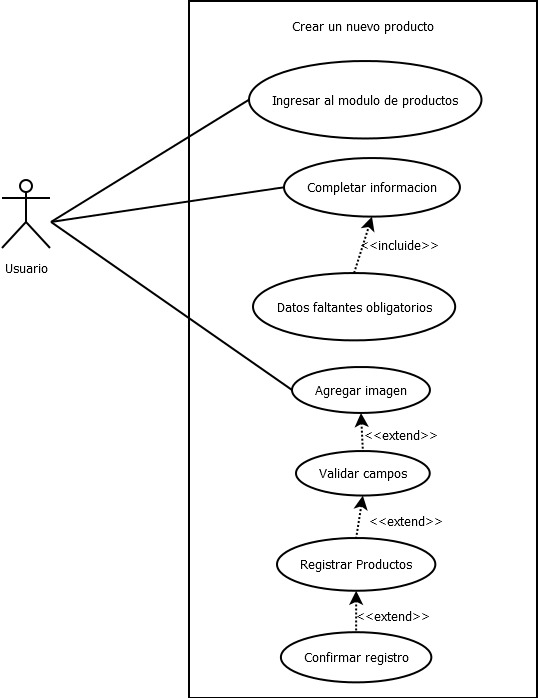 Crear un nuevo producto
Ingresar al modulo de productos
Completar informacion
<<incluide>>
Usuario
Datos faltantes obligatorios
Agregar imagen
<<extend>>
Validar campos
<<extend>>
Registrar Productos
<<extend>>
Confirmar registro